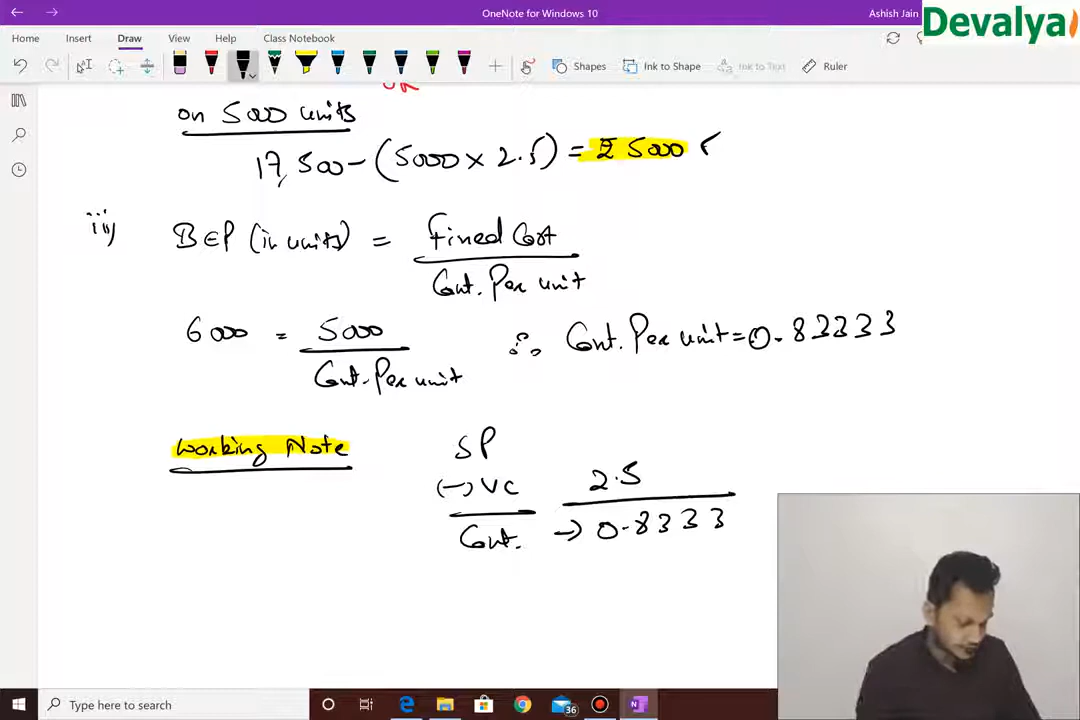 OneNote for Windows 10
Ashish Jain
Devalya
Home Insert Draw View Help Class Notebook
Shapes Ink to Shape Ink to Text Ruler
OR
on 5000 units
17,500 - (5000 × 2.5) = ₹ 5000
iii) BEP (in units) = Fixed Cost
Cont. Per unit
6000 = 5000 ∴ Cont. Per unit = 0.83333
Cont. Per unit
Working Note SP
(-) VC 2.5
Cont. → 0.8333
Type here to search
36